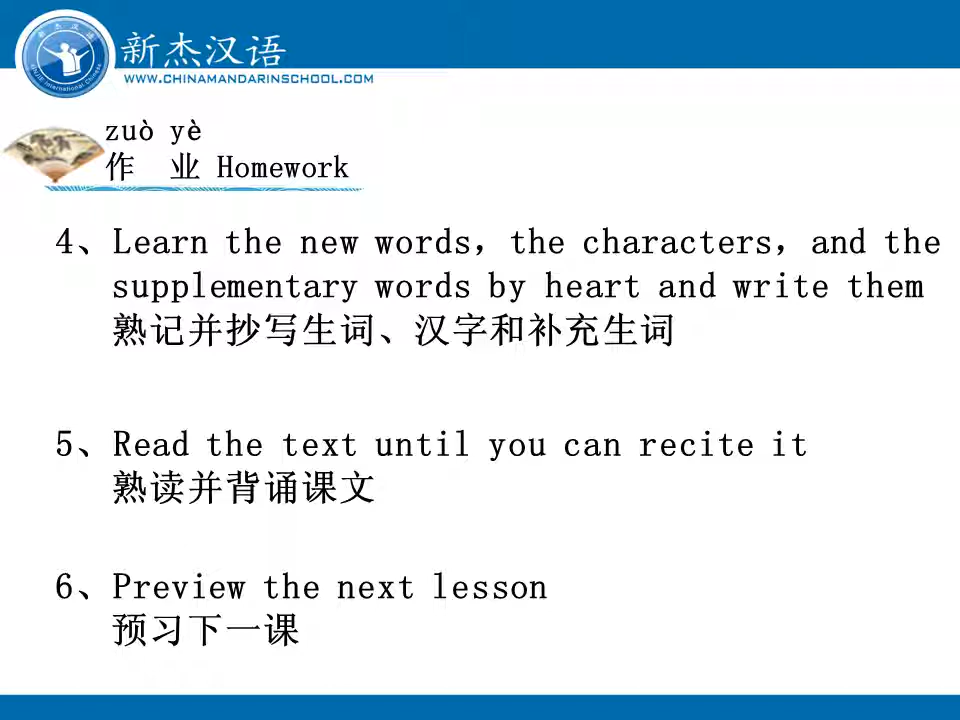 新杰汉语
WWW.CHINAMANDARINSCHOOL.COM
zuò yè
作 业 Homework
4、Learn the new words，the characters，and the
supplementary words by heart and write them
熟记并抄写生词、汉字和补充生词
5、Read the text until you can recite it
熟读并背诵课文
6、Preview the next lesson
预习下一课